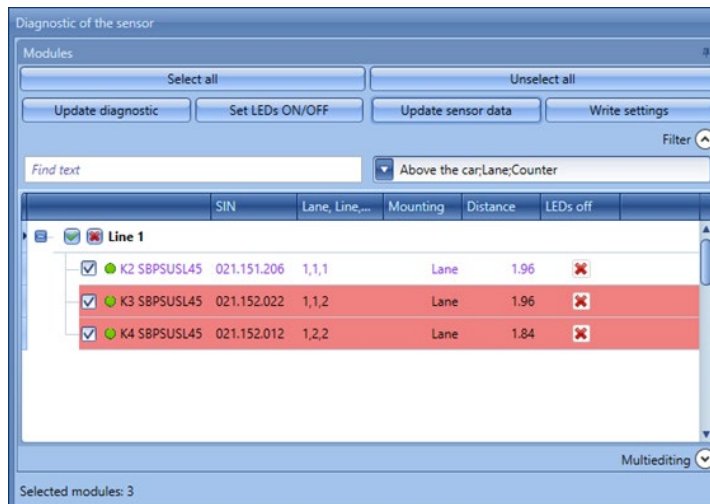 Diagnostic of the sensor
Modules
Select all Unselect all
Update diagnostic Set LEDs ON/OFF Update sensor data Write settings
Filter
Find text Above the car;Lane;Counter
SIN Lane, Line,... Mounting Distance LEDs off
Line 1
K2 SBPSUSL45 021.151.206 1,1,1 Lane 1.96
K3 SBPSUSL45 021.152.022 1,1,2 Lane 1.96
K4 SBPSUSL45 021.152.012 1,2,2 Lane 1.84
Multiediting
Selected modules: 3